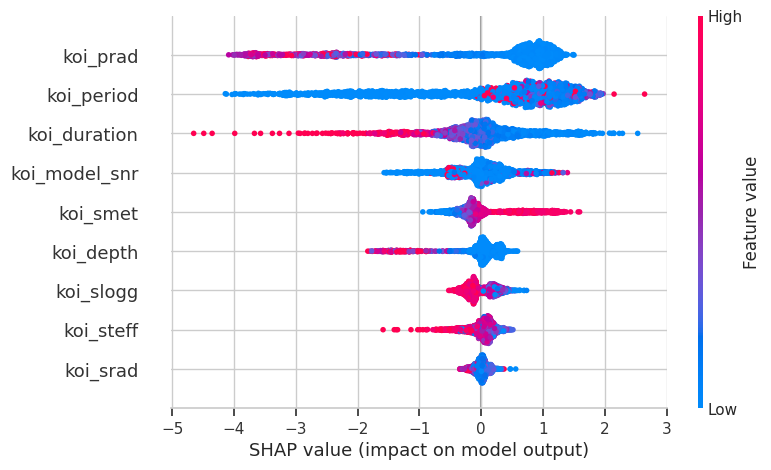 High
koi_prad
koi_period
koi_duration
koi_model_snr
koi_smet
koi_depth
koi_slogg
koi_steff
koi_srad
Feature value
Low
−5 −4 −3 −2 −1 0 1 2 3
SHAP value (impact on model output)